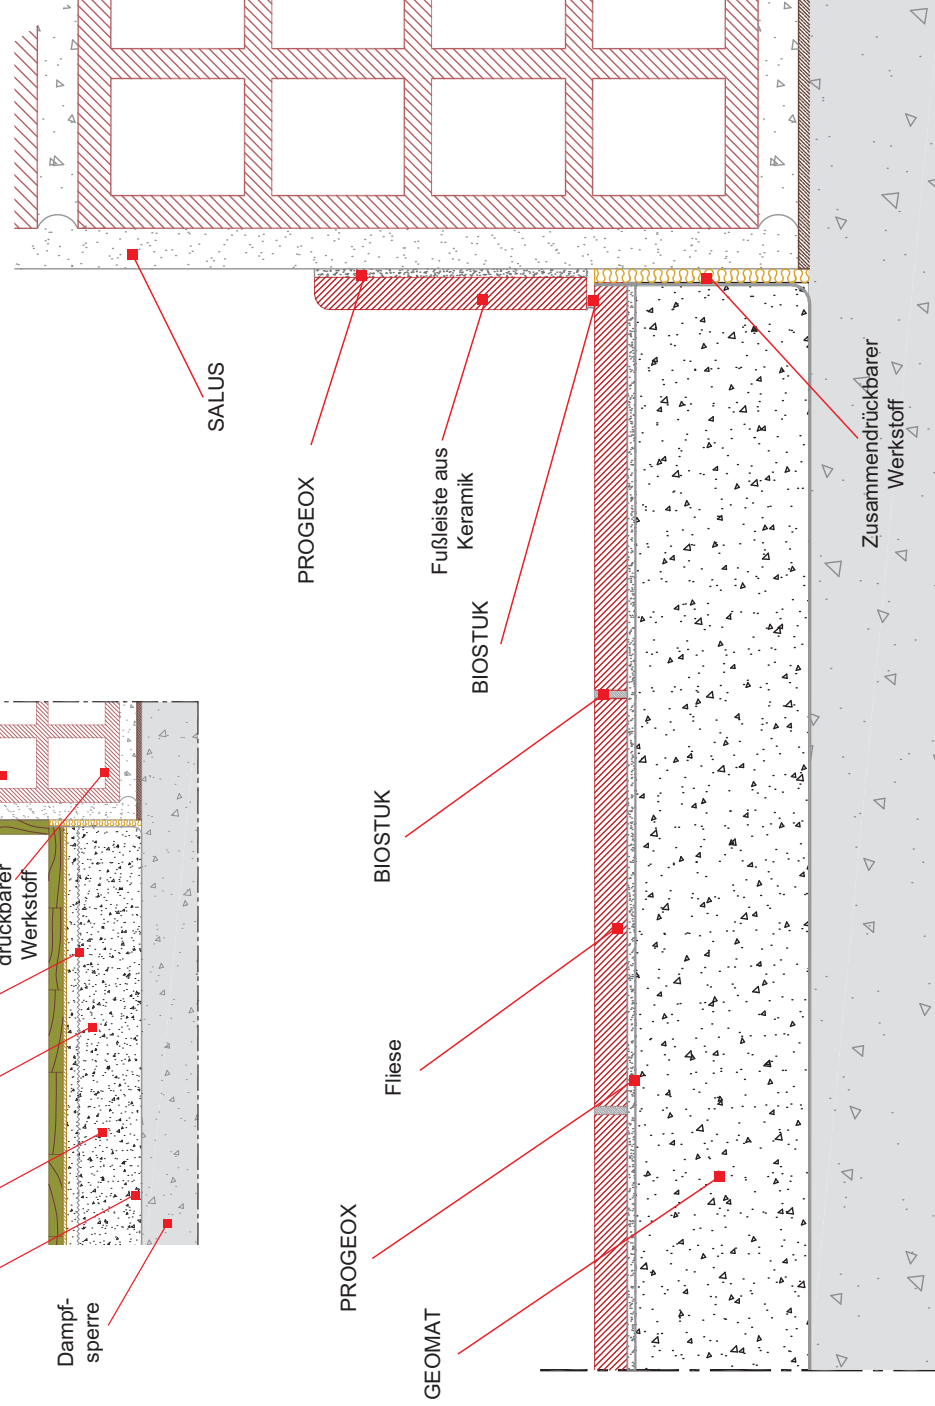 SALUS
PROGEOX
Fußleiste aus
Keramik
BIOSTUK
Zusammendrückbarer
Werkstoff
BIOSTUK
Fliese
PROGEOX
GEOMAT
drückbarer
Werkstoff
Dampf-
sperre